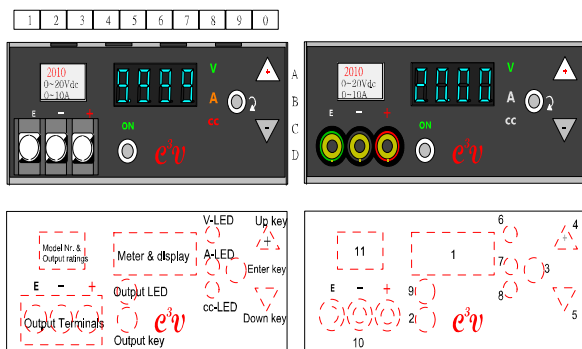 1 2 3 4 5 6 7 8 9 0
2010
0~20Vdc
0~10A
9.999
V
A
cc
+
-
E − +
ON
e³v
A
B
C
D
2010
0~20Vdc
0~10A
20.00
V
A
cc
+
-
E − +
ON
e³v
Model Nr. &
Output ratings
Meter & display
V-LED
A-LED
cc-LED
Up key
+
Enter key
Down key
E − +
Output LED
Output Terminals
Output key
e³v
11
1
6
4
+
7
3
8
5
E − +
9
2
10
e³v